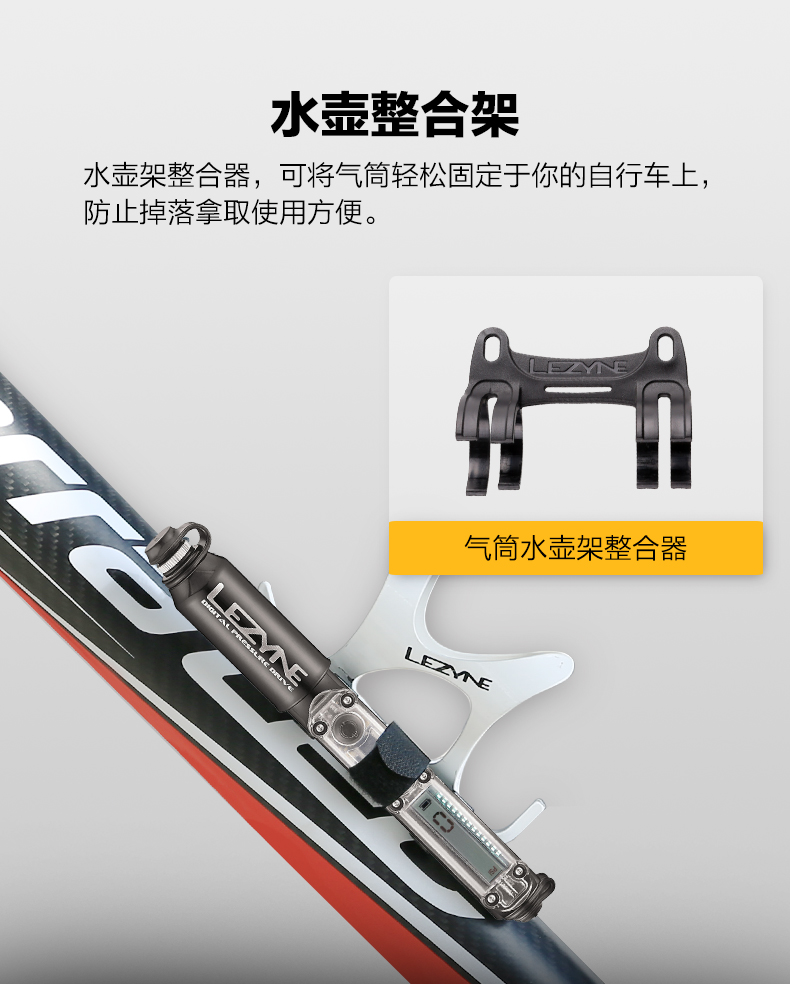 水壶整合架
水壶架整合器，可将气筒轻松固定于你的自行车上，
防止掉落拿取使用方便。
LEZYNE
气筒水壶架整合器
LEZYNE
DIGITAL PRESSURE DRIVE
LEZYNE